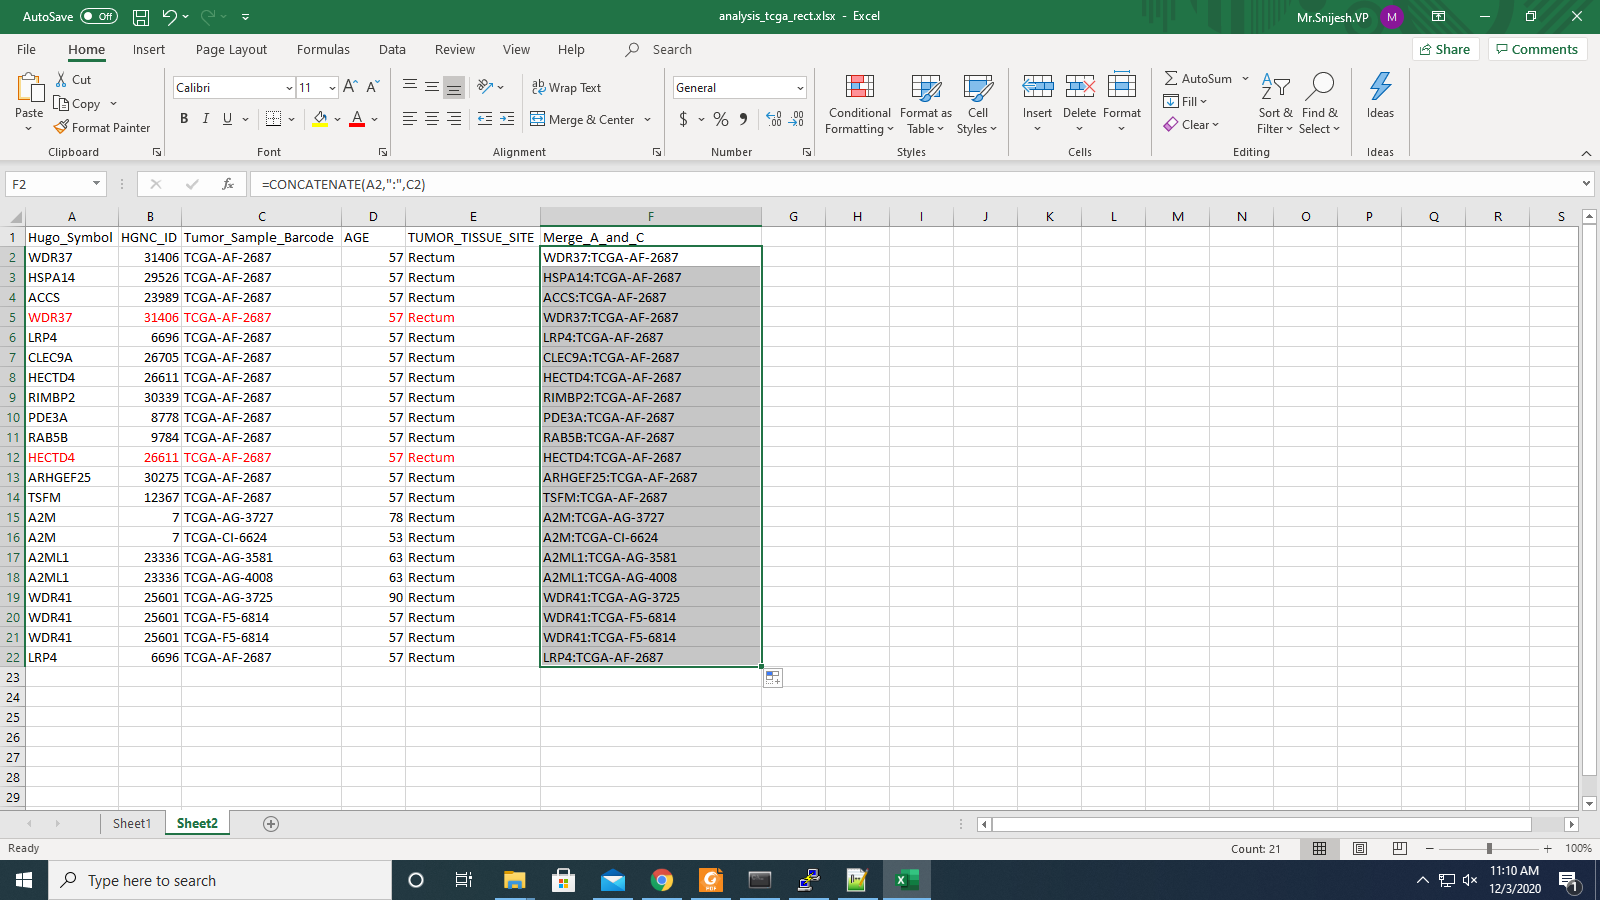 AutoSave Off analysis_tcga_rect.xlsx - Excel Mr.Snijesh.VP M
File Home Insert Page Layout Formulas Data Review View Help Search Share Comments
Paste Cut Copy Format Painter Clipboard
Calibri 11 A A B I U A Font
ab Wrap Text Merge & Center Alignment
General $ % , Number
Conditional Formatting Format as Table Cell Styles Styles
Insert Delete Format Cells
AutoSum Fill Clear Sort & Filter Find & Select Editing
Ideas Ideas
F2 fx =CONCATENATE(A2,":",C2)
A B C D E F G H I J K L M N O P Q R S
1 Hugo_Symbol HGNC_ID Tumor_Sample_Barcode AGE TUMOR_TISSUE_SITE Merge_A_and_C
2 WDR37 31406 TCGA-AF-2687 57 Rectum WDR37:TCGA-AF-2687
3 HSPA14 29526 TCGA-AF-2687 57 Rectum HSPA14:TCGA-AF-2687
4 ACCS 23989 TCGA-AF-2687 57 Rectum ACCS:TCGA-AF-2687
5 WDR37 31406 TCGA-AF-2687 57 Rectum WDR37:TCGA-AF-2687
6 LRP4 6696 TCGA-AF-2687 57 Rectum LRP4:TCGA-AF-2687
7 CLEC9A 26705 TCGA-AF-2687 57 Rectum CLEC9A:TCGA-AF-2687
8 HECTD4 26611 TCGA-AF-2687 57 Rectum HECTD4:TCGA-AF-2687
9 RIMBP2 30339 TCGA-AF-2687 57 Rectum RIMBP2:TCGA-AF-2687
10 PDE3A 8778 TCGA-AF-2687 57 Rectum PDE3A:TCGA-AF-2687
11 RAB5B 9784 TCGA-AF-2687 57 Rectum RAB5B:TCGA-AF-2687
12 HECTD4 26611 TCGA-AF-2687 57 Rectum HECTD4:TCGA-AF-2687
13 ARHGEF25 30275 TCGA-AF-2687 57 Rectum ARHGEF25:TCGA-AF-2687
14 TSFM 12367 TCGA-AF-2687 57 Rectum TSFM:TCGA-AF-2687
15 A2M 7 TCGA-AG-3727 78 Rectum A2M:TCGA-AG-3727
16 A2M 7 TCGA-CI-6624 53 Rectum A2M:TCGA-CI-6624
17 A2ML1 23336 TCGA-AG-3581 63 Rectum A2ML1:TCGA-AG-3581
18 A2ML1 23336 TCGA-AG-4008 63 Rectum A2ML1:TCGA-AG-4008
19 WDR41 25601 TCGA-AG-3725 90 Rectum WDR41:TCGA-AG-3725
20 WDR41 25601 TCGA-F5-6814 57 Rectum WDR41:TCGA-F5-6814
21 WDR41 25601 TCGA-F5-6814 57 Rectum WDR41:TCGA-F5-6814
22 LRP4 6696 TCGA-AF-2687 57 Rectum LRP4:TCGA-AF-2687
23
24
25
26
27
28
29
Sheet1 Sheet2
Ready Count: 21 100%
Type here to search 11:10 AM
12/3/2020 1